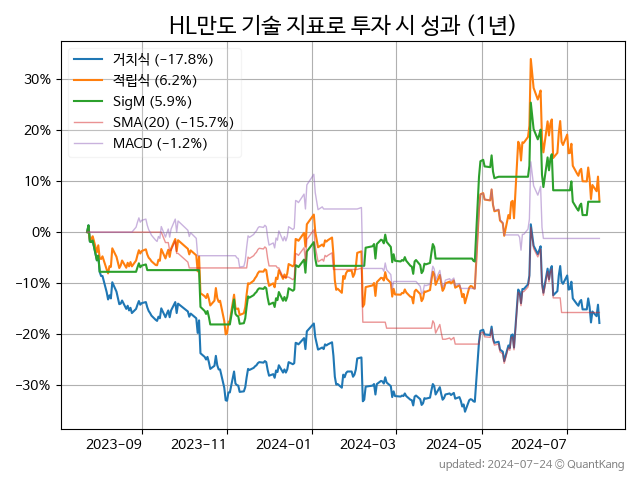 HL만도 기술 지표로 투자 시 성과 (1년)
거치식 (−17.8%)
적립식 (6.2%)
SigM (5.9%)
SMA(20) (−15.7%)
MACD (−1.2%)
30%
20%
10%
0%
−10%
−20%
−30%
2023-09 2023-11 2024-01 2024-03 2024-05 2024-07
updated: 2024-07-24 © QuantKang